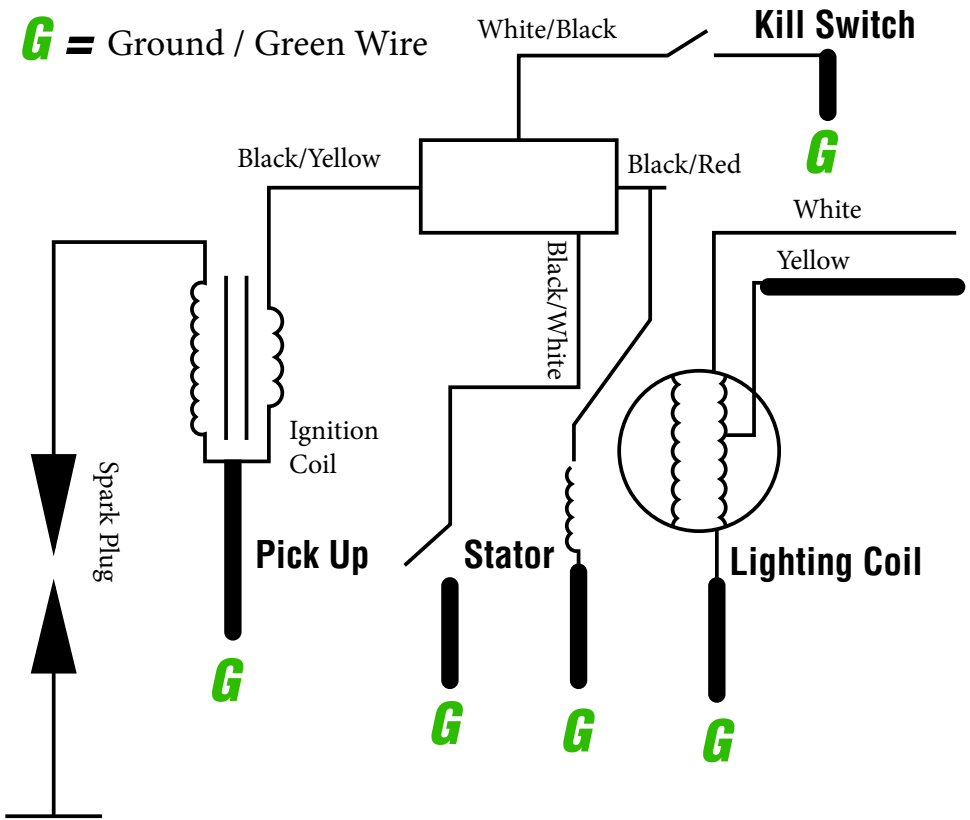 G = Ground / Green Wire
White/Black
Kill Switch
G
Black/Yellow
Black/Red
White
Yellow
Black/White
Ignition
Coil
Spark Plug
Pick Up
Stator
Lighting Coil
G
G
G
G